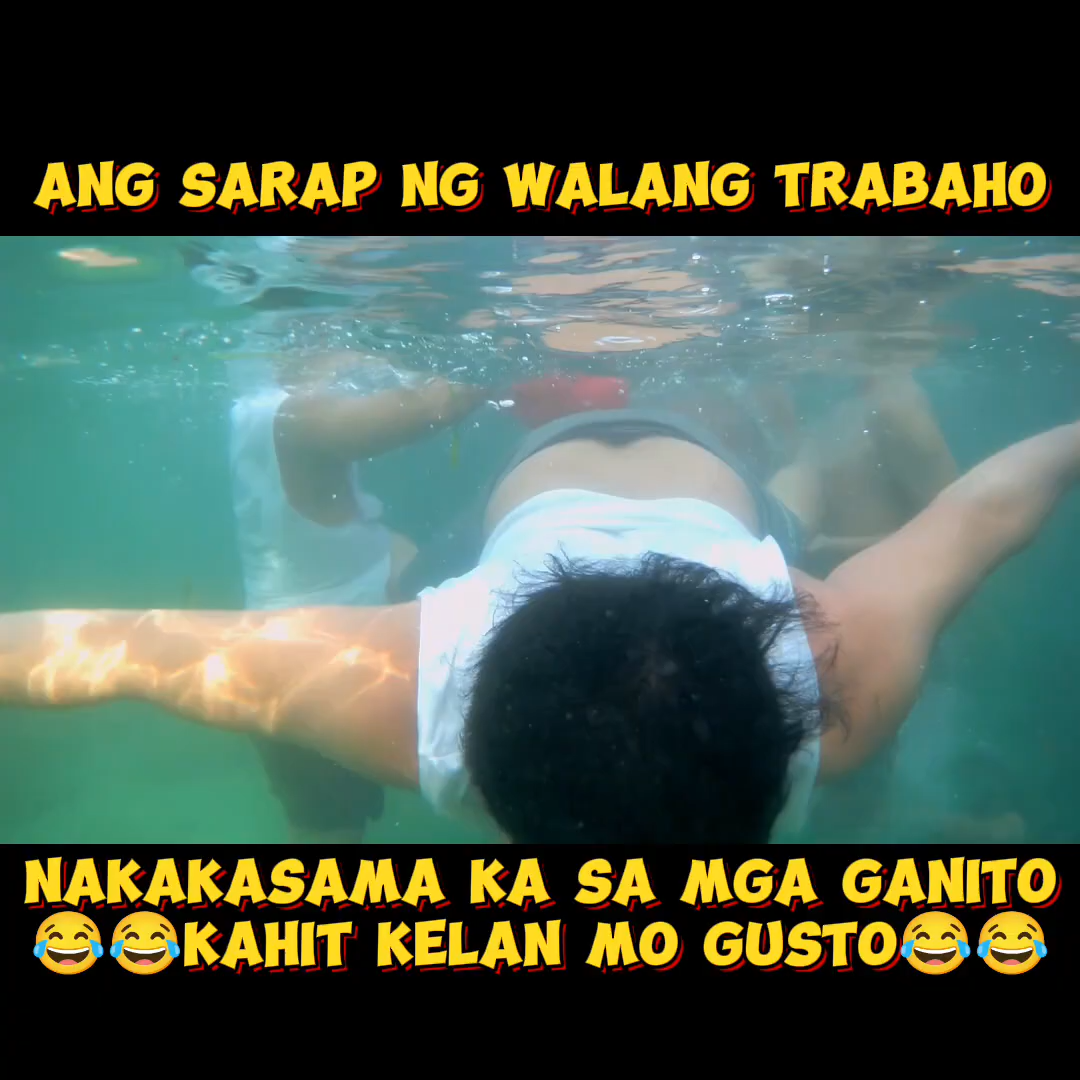 ANG SARAP NG WALANG TRABAHO
NAKAKASAMA KA SA MGA GANITO
😂😂KAHIT KELAN MO GUSTO😂😂